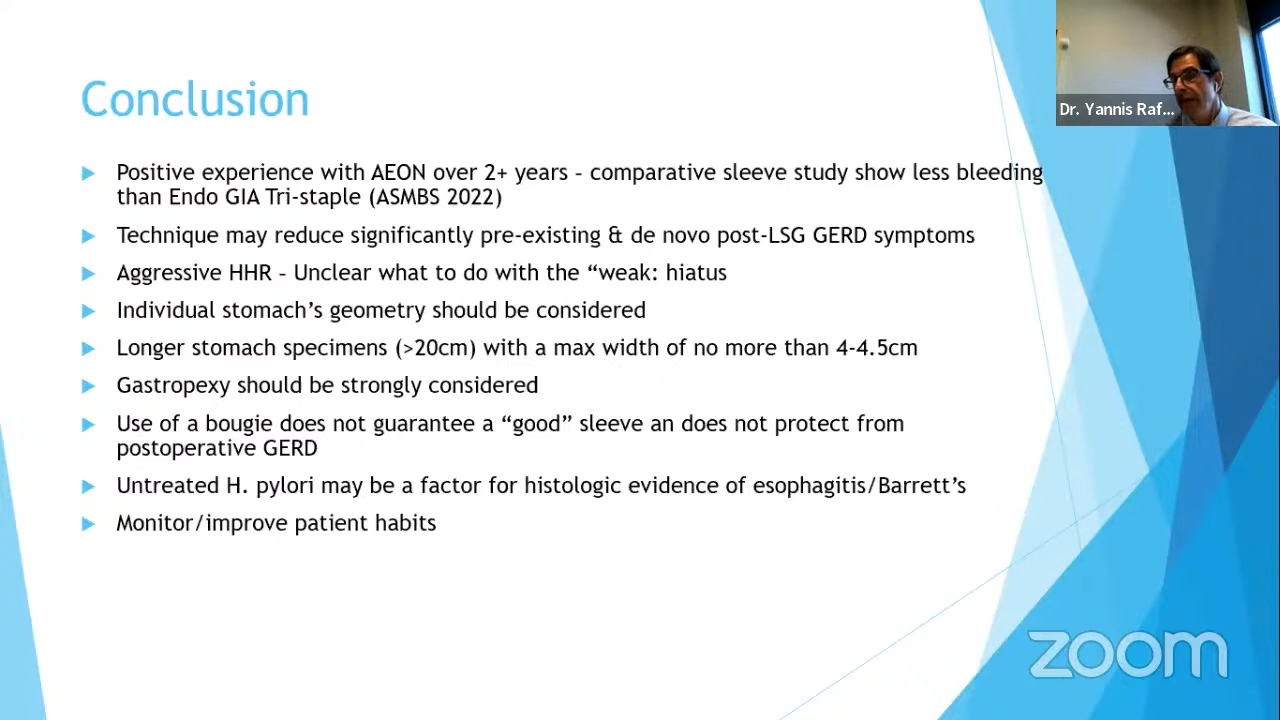 Conclusion
Dr. Yannis Raf...
Positive experience with AEON over 2+ years – comparative sleeve study show less bleeding
than Endo GIA Tri-staple (ASMBS 2022)
Technique may reduce significantly pre-existing & de novo post-LSG GERD symptoms
Aggressive HHR – Unclear what to do with the “weak: hiatus
Individual stomach’s geometry should be considered
Longer stomach specimens (>20cm) with a max width of no more than 4-4.5cm
Gastropexy should be strongly considered
Use of a bougie does not guarantee a “good” sleeve an does not protect from
postoperative GERD
Untreated H. pylori may be a factor for histologic evidence of esophagitis/Barrett’s
Monitor/improve patient habits
zoom